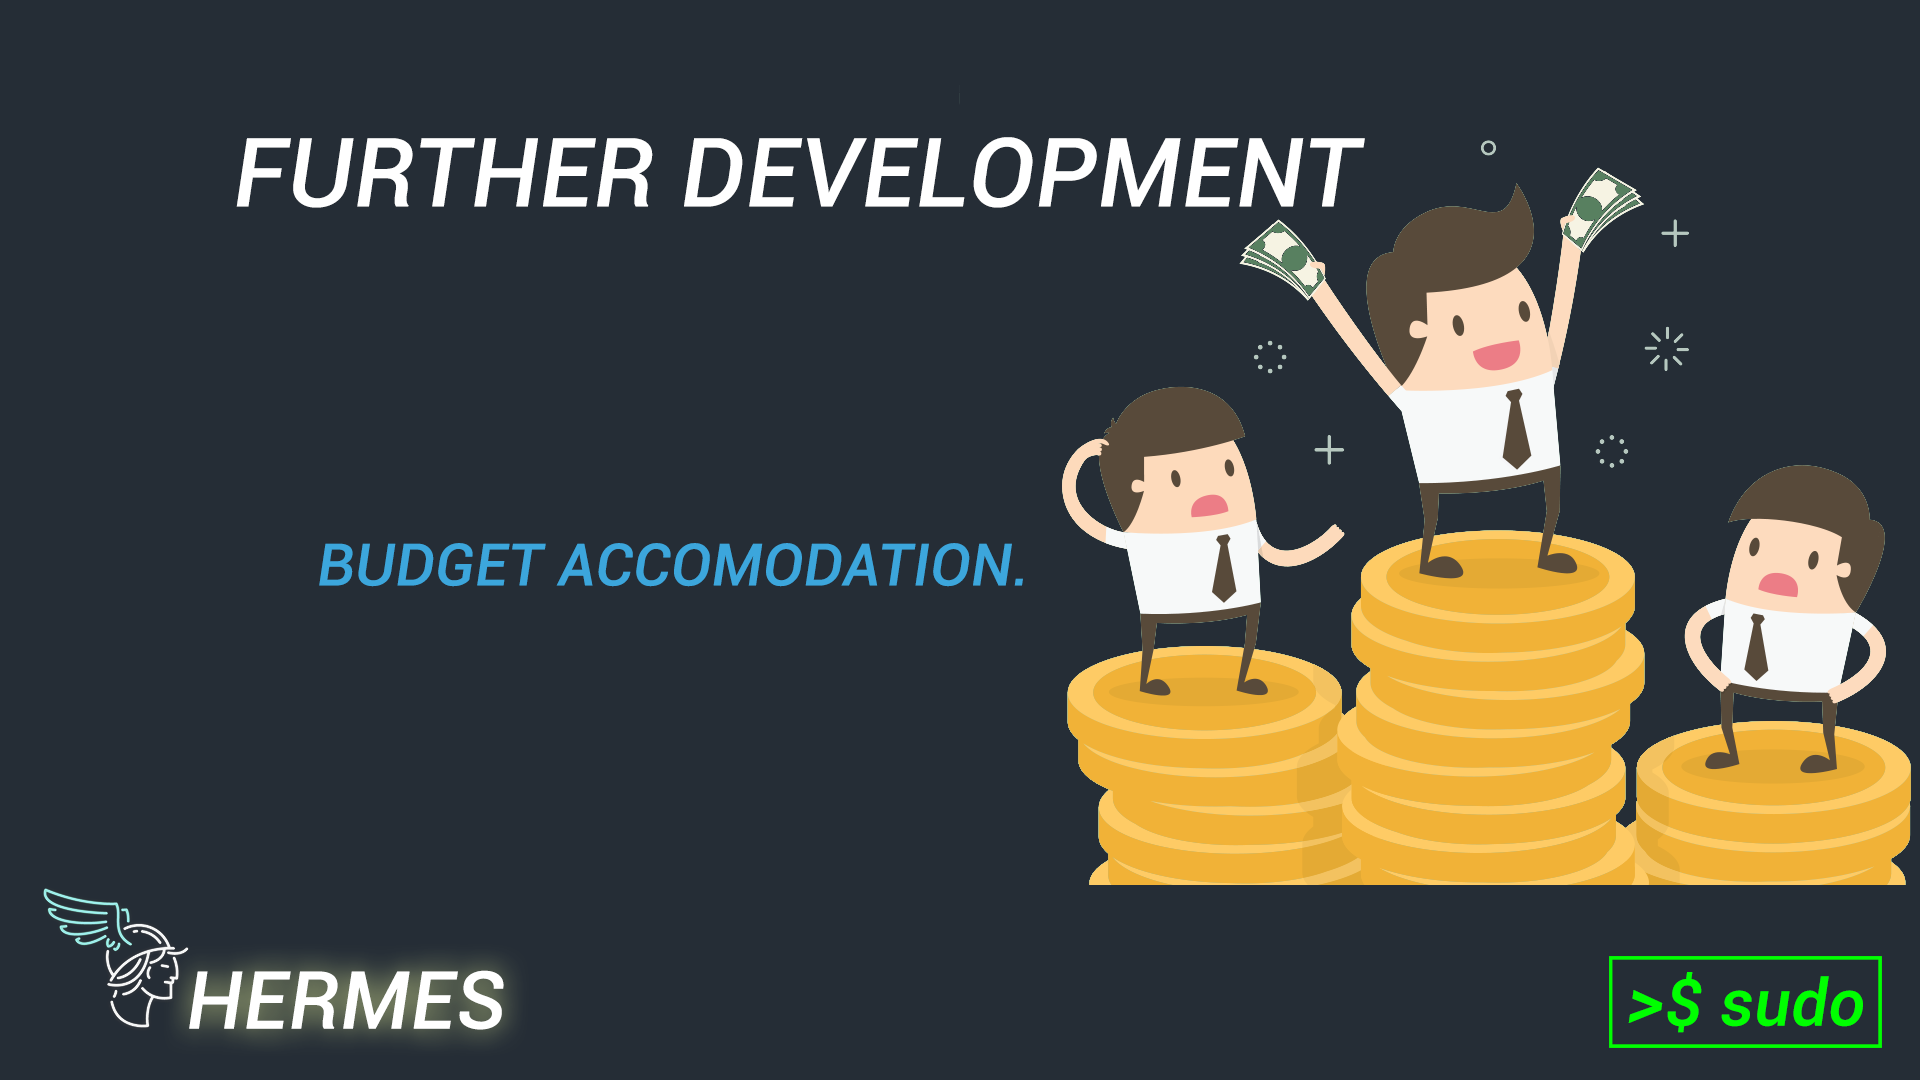 FURTHER DEVELOPMENT
BUDGET ACCOMODATION.
HERMES
>$ sudo